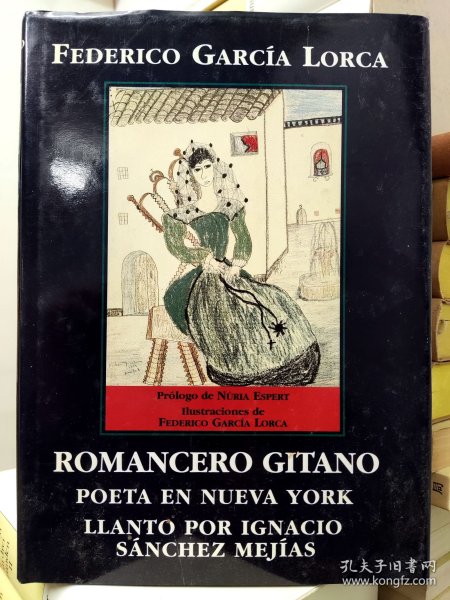 FEDERICO GARCÍA LORCA
Prólogo de NÚRIA ESPERT
Ilustraciones de
FEDERICO GARCÍA LORCA
ROMANCERO GITANO
POETA EN NUEVA YORK
LLANTO POR IGNACIO
SÁNCHEZ MEJÍAS
孔夫子旧书网
www.kongfz.com